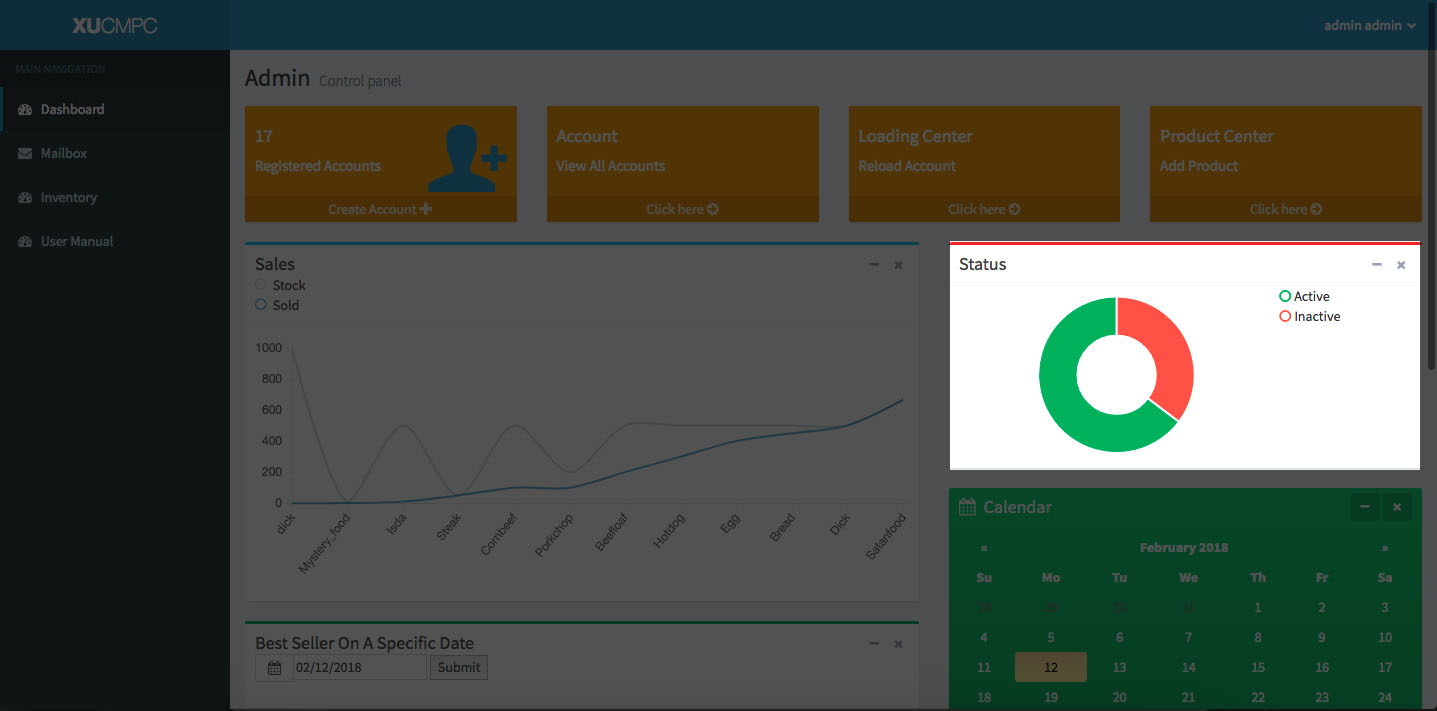 XUCMPC
admin admin
MAIN NAVIGATION
Dashboard
Mailbox
Inventory
User Manual
Admin Control panel
17
Registered Accounts
Create Account
Account
View All Accounts
Click here
Loading Center
Reload Account
Click here
Product Center
Add Product
Click here
Sales
Stock
Sold
1000
800
600
400
200
0
dick
Mystery_food
Isda
Steak
Cornbeef
Porkchop
Beefloaf
Hotdog
Egg
Bread
Dick
Satanfood
Status
Active
Inactive
Best Seller On A Specific Date
02/12/2018 Submit
Calendar
« February 2018 »
Su Mo Tu We Th Fr Sa
28 29 30 31 1 2 3
4 5 6 7 8 9 10
11 12 13 14 15 16 17
18 19 20 21 22 23 24